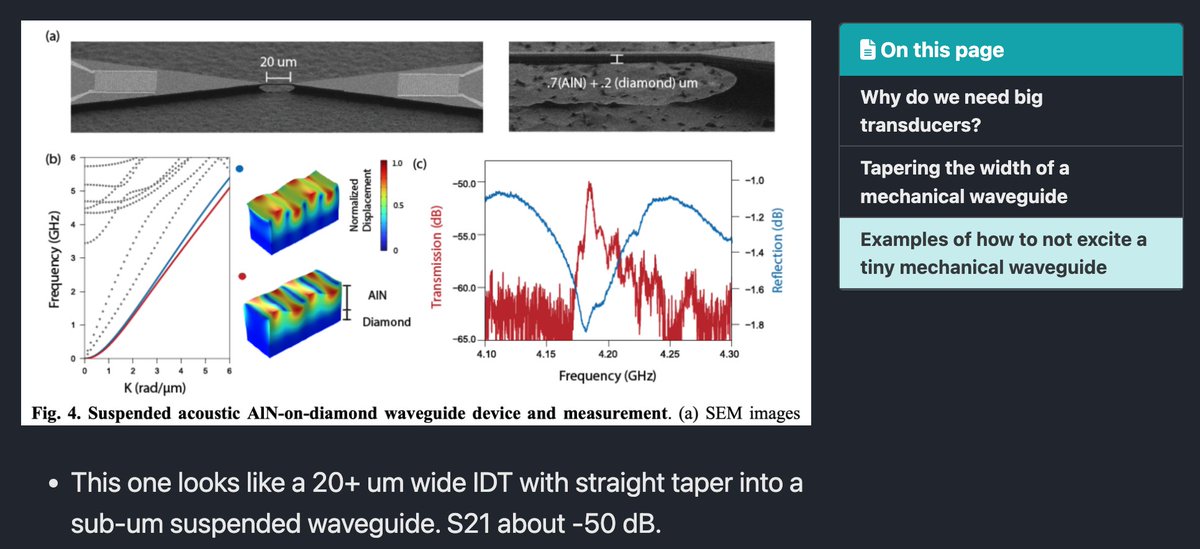 (a)
20 um
.7(AlN) + .2 (diamond) um
(b)
6
5
4
3
2
1
0
Frequency (GHz)
0 1 2 3 4 5 6
K (rad/µm)
Normalized
Displacement
1.0
0.5
0
AlN
Diamond
(c)
Transmission (dB)
-50.0
-55.0
-60.0
-65.0
4.10 4.15 4.20 4.25 4.30
Frequency (GHz)
-1.0
-1.2
-1.4
-1.6
-1.8
Reflection (dB)
Fig. 4. Suspended acoustic AlN-on-diamond waveguide device and measurement. (a) SEM images
This one looks like a 20+ um wide IDT with straight taper into a
sub-um suspended waveguide. S21 about -50 dB.
On this page
Why do we need big
transducers?
Tapering the width of a
mechanical waveguide
Examples of how to not excite a
tiny mechanical waveguide